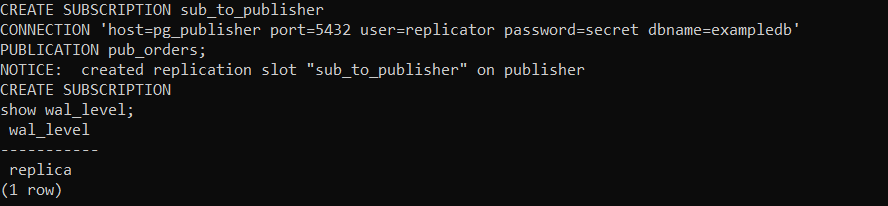 CREATE SUBSCRIPTION sub_to_publisher
CONNECTION 'host=pg_publisher port=5432 user=replicator password=secret dbname=exampledb'
PUBLICATION pub_orders;
NOTICE:  created replication slot "sub_to_publisher" on publisher
CREATE SUBSCRIPTION
show wal_level;
 wal_level
-----------
 replica
(1 row)